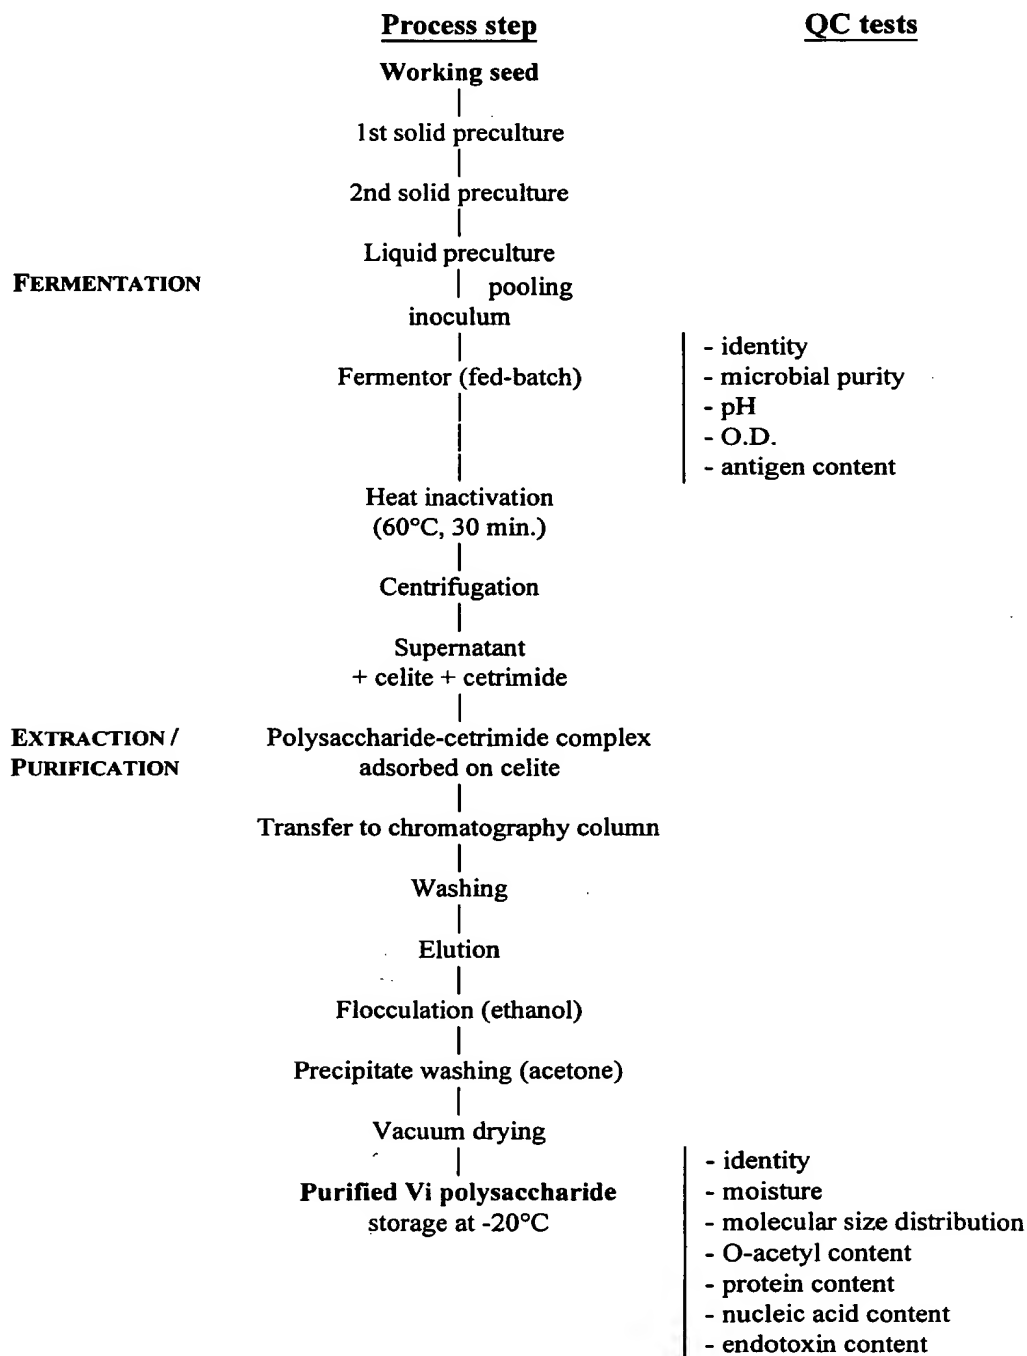 Process step QC tests
Working seed
1st solid preculture
2nd solid preculture
Liquid preculture
FERMENTATION
pooling
inoculum
Fermentor (fed-batch)
- identity
- microbial purity
- pH
- O.D.
- antigen content
Heat inactivation
(60°C, 30 min.)
Centrifugation
Supernatant
+ celite + cetrimide
EXTRACTION /
PURIFICATION
Polysaccharide-cetrimide complex
adsorbed on celite
Transfer to chromatography column
Washing
Elution
Flocculation (ethanol)
Precipitate washing (acetone)
Vacuum drying
Purified Vi polysaccharide
storage at -20°C
- identity
- moisture
- molecular size distribution
- O-acetyl content
- protein content
- nucleic acid content
- endotoxin content